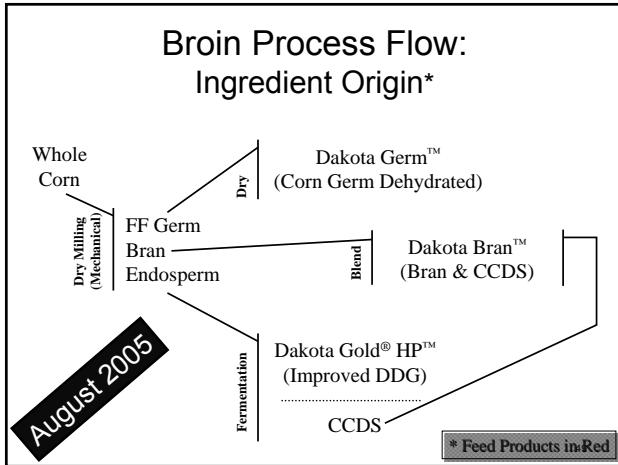 Broin Process Flow:
Ingredient Origin*
Whole
Corn
Dry Milling
(Mechanical)
FF Germ
Bran
Endosperm
Dry
Dakota Germ™
(Corn Germ Dehydrated)
Blend
Dakota Bran™
(Bran & CCDS)
Fermentation
Dakota Gold® HP™
(Improved DDG)
CCDS
August 2005
* Feed Products in Red